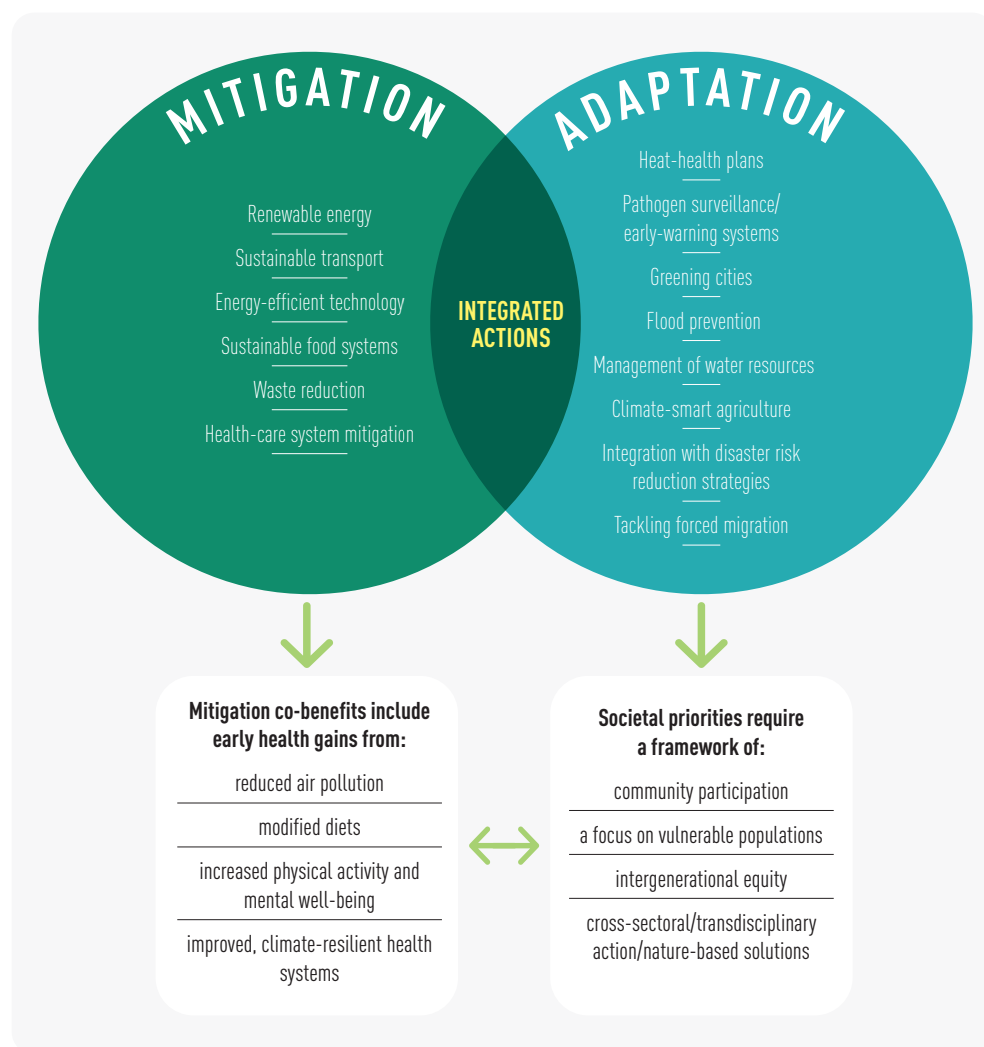 MITIGATION
Renewable energy
Sustainable transport
Energy-efficient technology
Sustainable food systems
Waste reduction
Health-care system mitigation
INTEGRATED
ACTIONS
ADAPTATION
Heat-health plans
Pathogen surveillance/
early-warning systems
Greening cities
Flood prevention
Management of water resources
Climate-smart agriculture
Integration with disaster risk
reduction strategies
Tackling forced migration
Mitigation co-benefits include
early health gains from:
reduced air pollution
modified diets
increased physical activity and
mental well-being
improved, climate-resilient health
systems
Societal priorities require
a framework of:
community participation
a focus on vulnerable populations
intergenerational equity
cross-sectoral/transdisciplinary
action/nature-based solutions